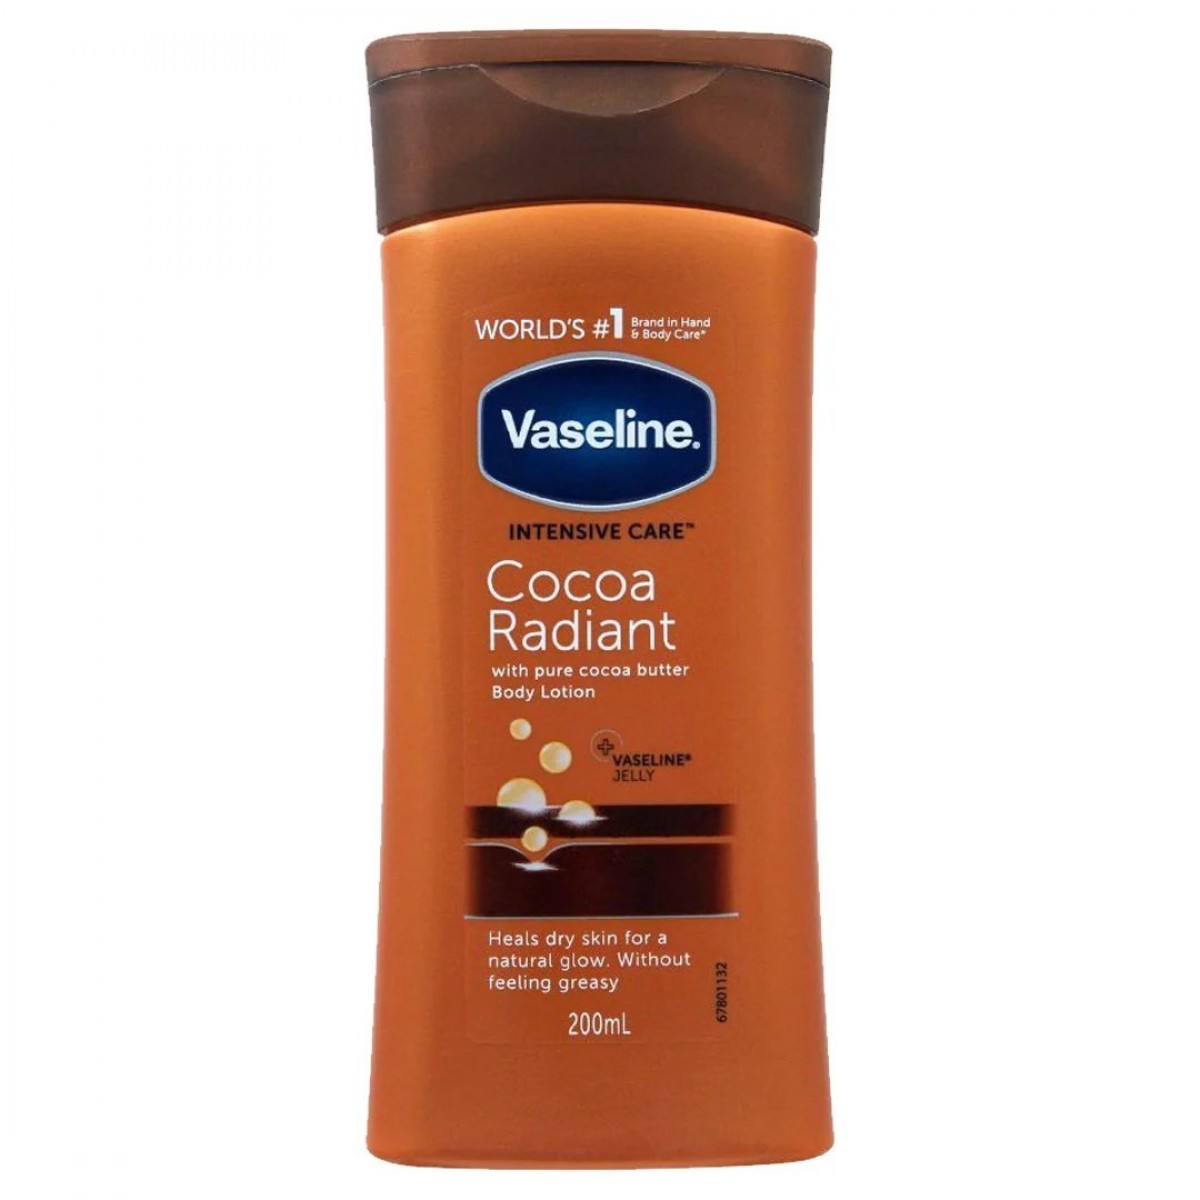 WORLD'S #1 Brand in Hand
& Body Care*
Vaseline.
INTENSIVE CARE™
Cocoa
Radiant
with pure cocoa butter
Body Lotion
VASELINE®
JELLY
Heals dry skin for a
natural glow. Without
feeling greasy
200mL
67801132